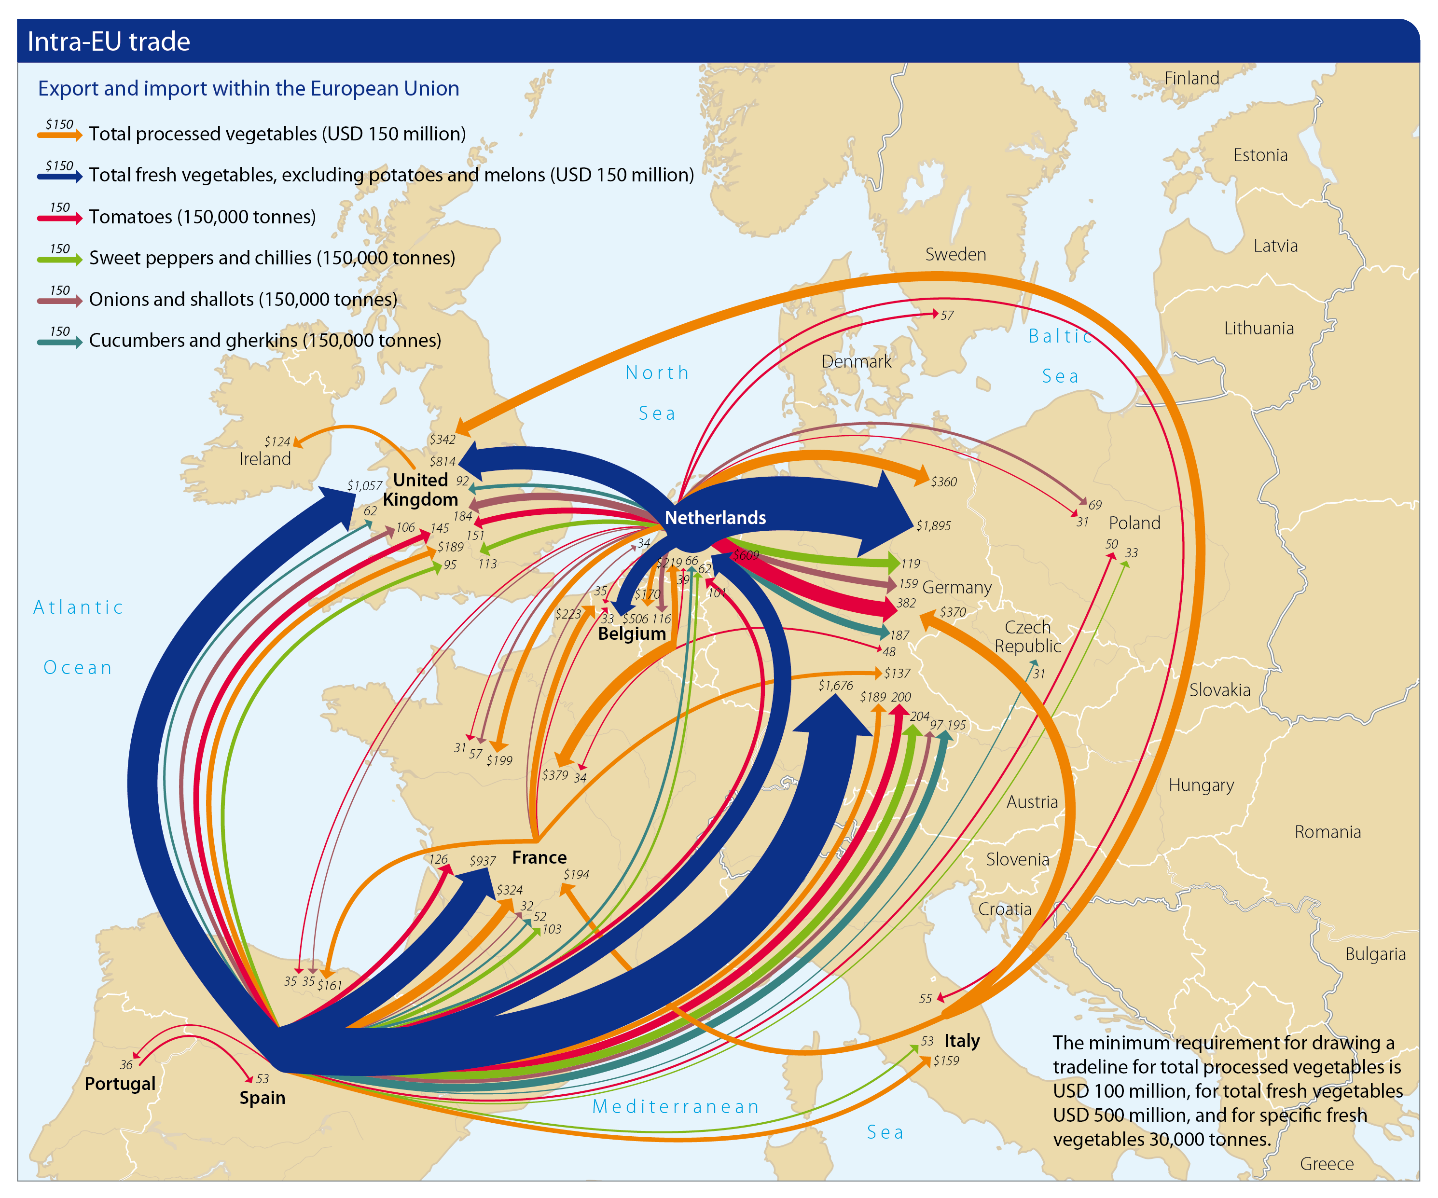 Intra-EU trade
Export and import within the European Union
$150 Total processed vegetables (USD 150 million)
$150 Total fresh vegetables, excluding potatoes and melons (USD 150 million)
150 Tomatoes (150,000 tonnes)
150 Sweet peppers and chillies (150,000 tonnes)
150 Onions and shallots (150,000 tonnes)
150 Cucumbers and gherkins (150,000 tonnes)
Finland
Estonia
Latvia
Sweden
57
Lithuania
Baltic
Sea
Denmark
North
Sea
$342
$124
Ireland
$814
$1,057
United
Kingdom
92
62
184
106
145
151
$189
95
113
$360
69
31
Netherlands
$1,895
Poland
50
33
34
$609
$219
66
62
39
101
119
159
Germany
382
$370
187
48
35
$170
$223
33
$506
116
Belgium
Czech
Republic
31
Atlantic
Ocean
$137
$1,676
$189
200
204
97
195
Slovakia
31
57
$199
$379
34
Hungary
Austria
Romania
France
Slovenia
126
$937
$194
$324
32
52
103
Croatia
Bulgaria
35
35
$161
55
53
Italy
$159
36
Portugal
53
Spain
Mediterranean
Sea
The minimum requirement for drawing a
tradeline for total processed vegetables is
USD 100 million, for total fresh vegetables
USD 500 million, and for specific fresh
vegetables 30,000 tonnes.
Greece